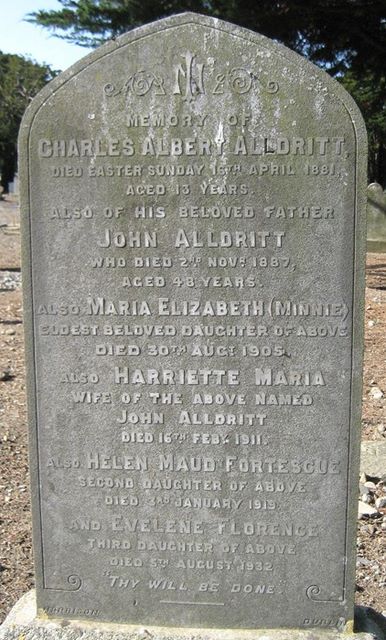 IN
MEMORY OF
CHARLES ALBERT ALLDRITT,
DIED EASTER SUNDAY 16TH APRIL 1881,
AGED 13 YEARS.
ALSO OF HIS BELOVED FATHER
JOHN ALLDRITT
WHO DIED 2ND NOVR 1887,
AGED 48 YEARS.
ALSO MARIA ELIZABETH (MINNIE)
ELDEST BELOVED DAUGHTER OF ABOVE
DIED 30TH AUGT 1905.
ALSO HARRIETTE MARIA
WIFE OF THE ABOVE NAMED
JOHN ALLDRITT
DIED 16TH FEBY 1911.
ALSO HELEN MAUD FORTESCUE
SECOND DAUGHTER OF ABOVE
DIED 3RD JANUARY 1919.
AND EVELENE FLORENCE
THIRD DAUGHTER OF ABOVE
DIED 5TH AUGUST 1932
"THY WILL BE DONE"
HARRISON DUBLIN